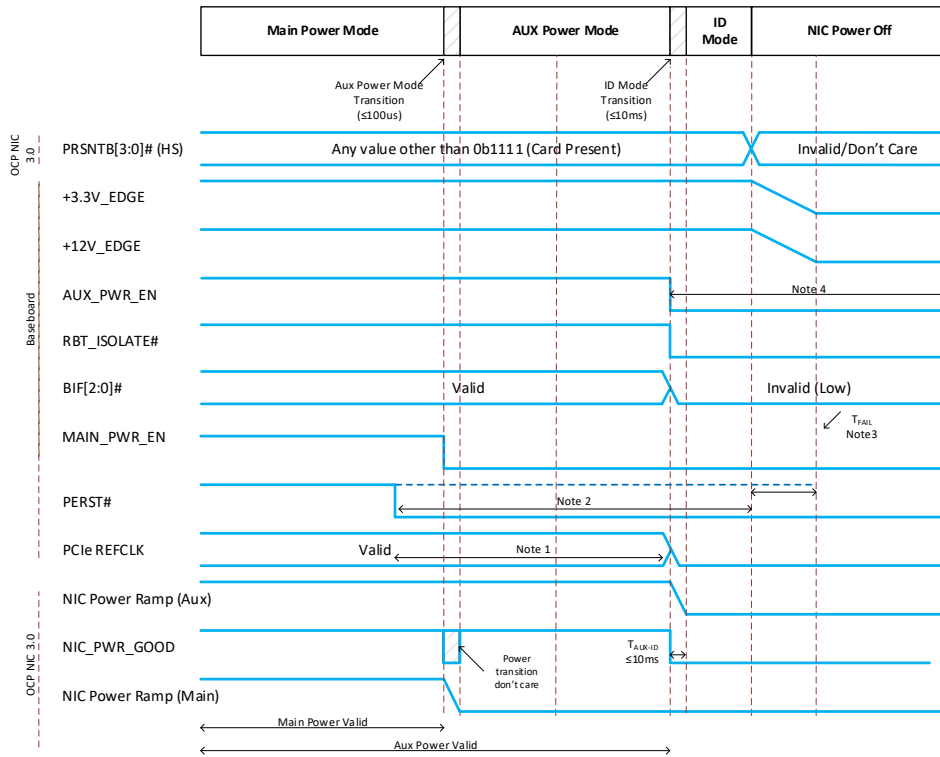 Main Power Mode
AUX Power Mode
ID
Mode
NIC Power Off
Aux Power Mode
Transition
(≤100us)
ID Mode
Transition
(≤10ms)
OCP NIC
3.0
PRSNTB[3:0]# (HS)
Any value other than 0b1111 (Card Present)
Invalid/Don't Care
Baseboard
+3.3V_EDGE
+12V_EDGE
AUX_PWR_EN
Note 4
RBT_ISOLATE#
BIF[2:0]#
Valid
Invalid (Low)
MAIN_PWR_EN
TFAIL
Note3
PERST#
Note 2
PCIe REFCLK
Valid
Note 1
OCP NIC 3.0
NIC Power Ramp (Aux)
NIC_PWR_GOOD
Power
transition
don't care
TAUX-ID
≤10ms
NIC Power Ramp (Main)
Main Power Valid
Aux Power Valid